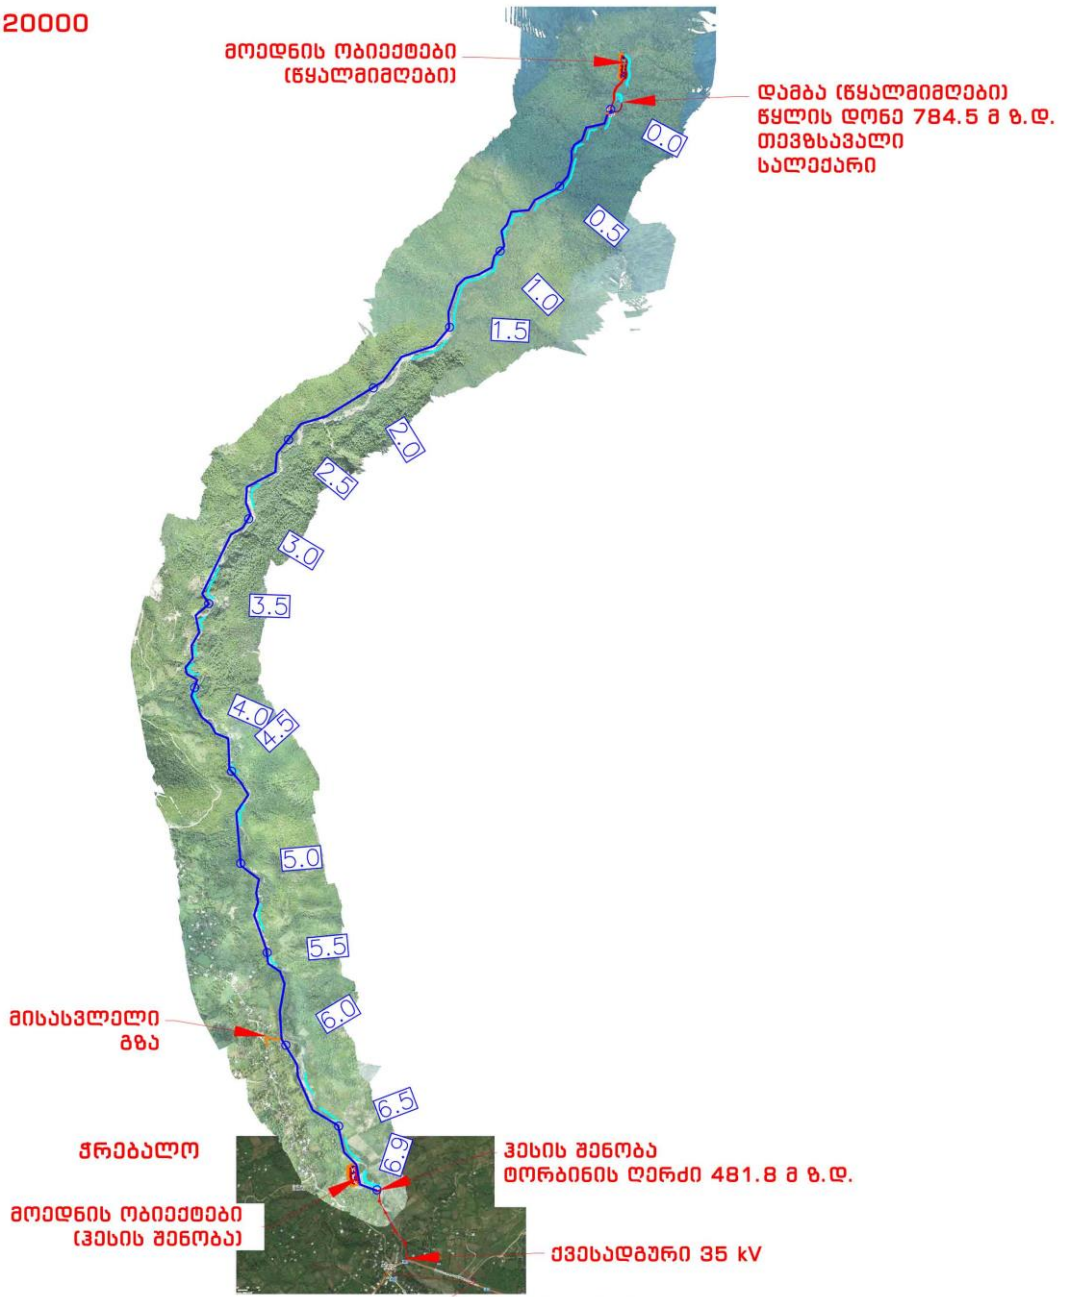 20000
მოედნის ობიექტები
(წყალმიმღები)
დამბა (წყალმიმღები)
წყლის დონე 784.5 მ ზ.დ.
თევზსავალი
სალექარი
0.0
0.5
1.0
1.5
2.0
2.5
3.0
3.5
4.0
4.5
5.0
5.5
6.0
მისასვლელი
გზა
6.5
6.9
ჭრებალო
ჰესის შენობა
ტორბინის ღერძი 481.8 მ ზ.დ.
მოედნის ობიექტები
(ჰესის შენობა)
ქვესადგური 35 kV